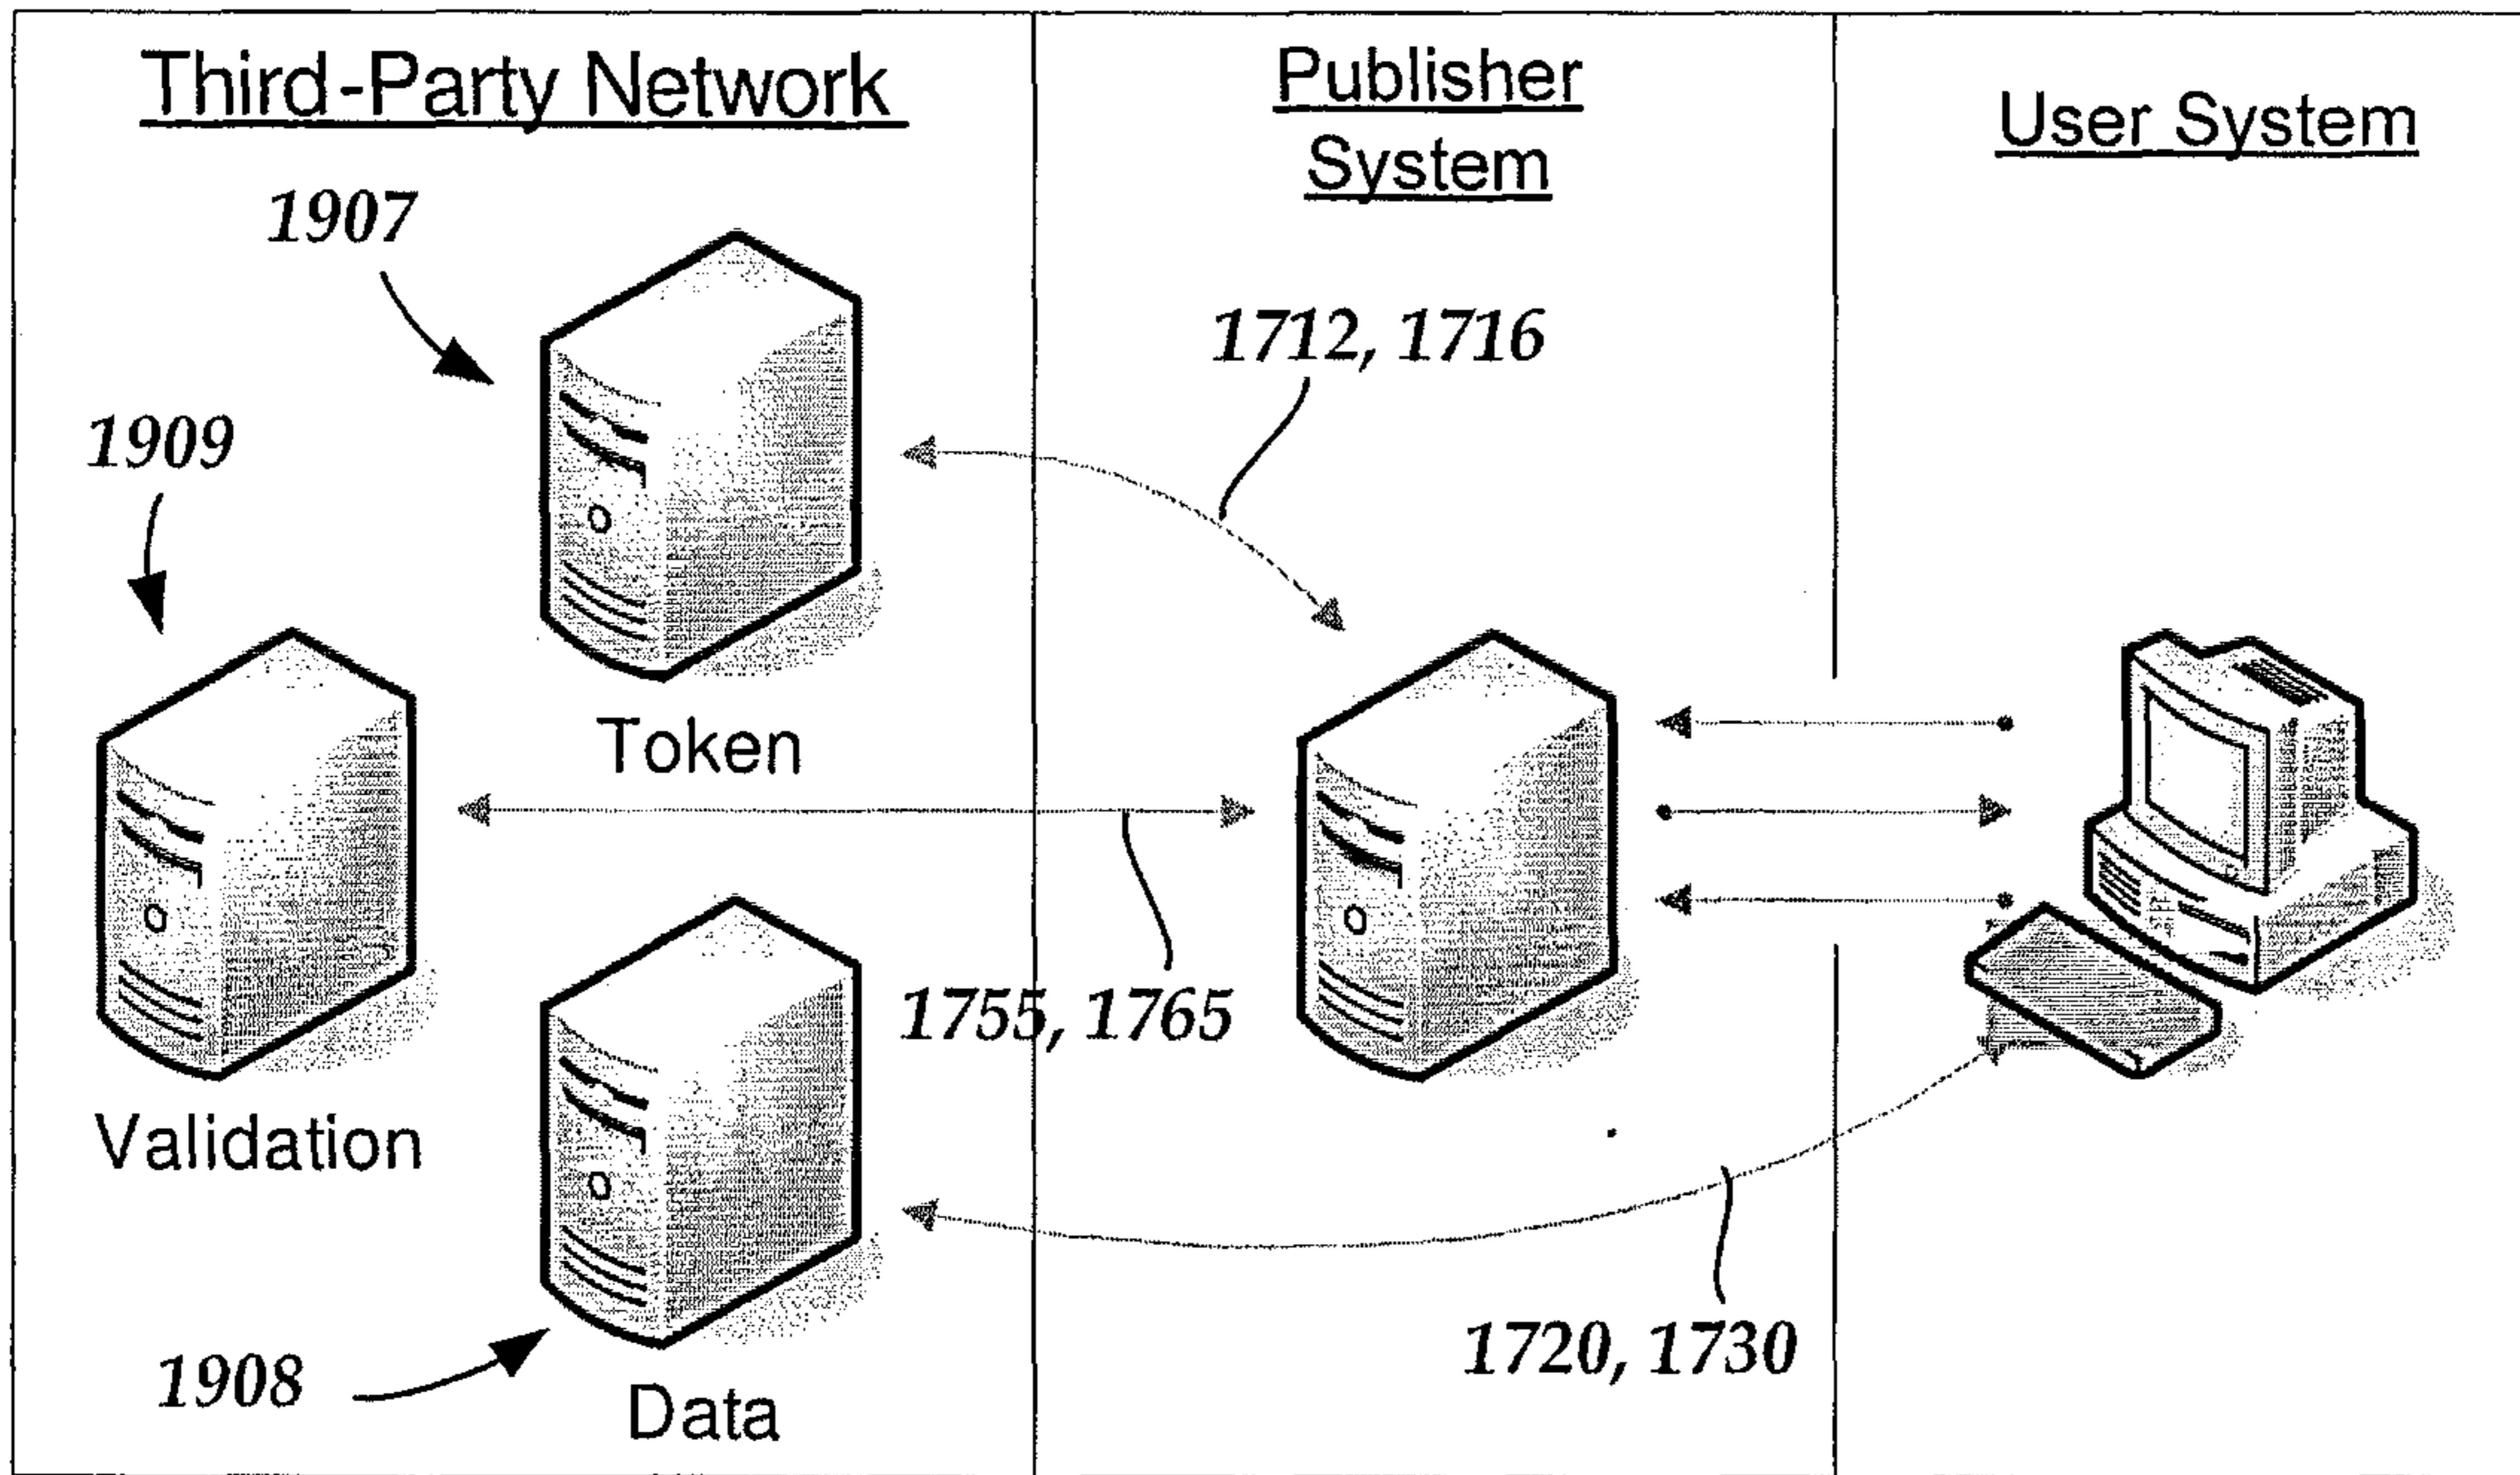 Third-Party Network
Publisher
System
User System
1907
1712, 1716
1909
Token
1755, 1765
Validation
1720, 1730
1908
Data